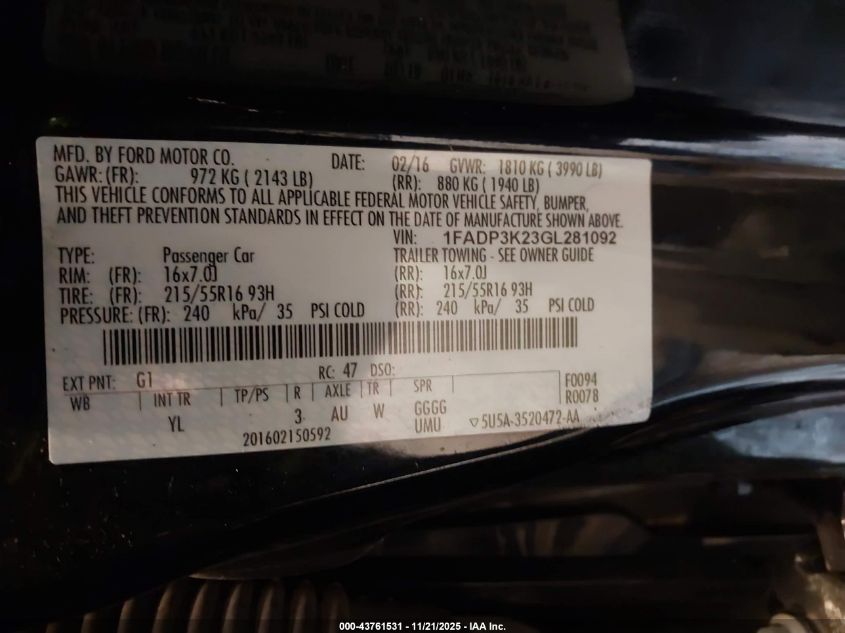 MFD. BY FORD MOTOR CO. DATE: 02/16 GVWR: 1810 KG ( 3990 LB)
GAWR: (FR): 972 KG ( 2143 LB) (RR): 880 KG ( 1940 LB)
THIS VEHICLE CONFORMS TO ALL APPLICABLE FEDERAL MOTOR VEHICLE SAFETY, BUMPER,
AND THEFT PREVENTION STANDARDS IN EFFECT ON THE DATE OF MANUFACTURE SHOWN ABOVE.
VIN: 1FADP3K23GL281092
TYPE: Passenger Car TRAILER TOWING - SEE OWNER GUIDE
RIM: (FR): 16x7.0J (RR): 16x7.0J
TIRE: (FR): 215/55R16 93H (RR): 215/55R16 93H
PRESSURE: (FR): 240 kPa/ 35 PSI COLD (RR): 240 kPa/ 35 PSI COLD
EXT PNT: G1 RC: 47 DSO: F0094
WB INT TR TP/PS R AXLE TR SPR R0078
YL 3 AU W GGGG
UMU ▽5U5A-3520472-AA
201602150592
000-43761531 - 11/21/2025 - IAA Inc.